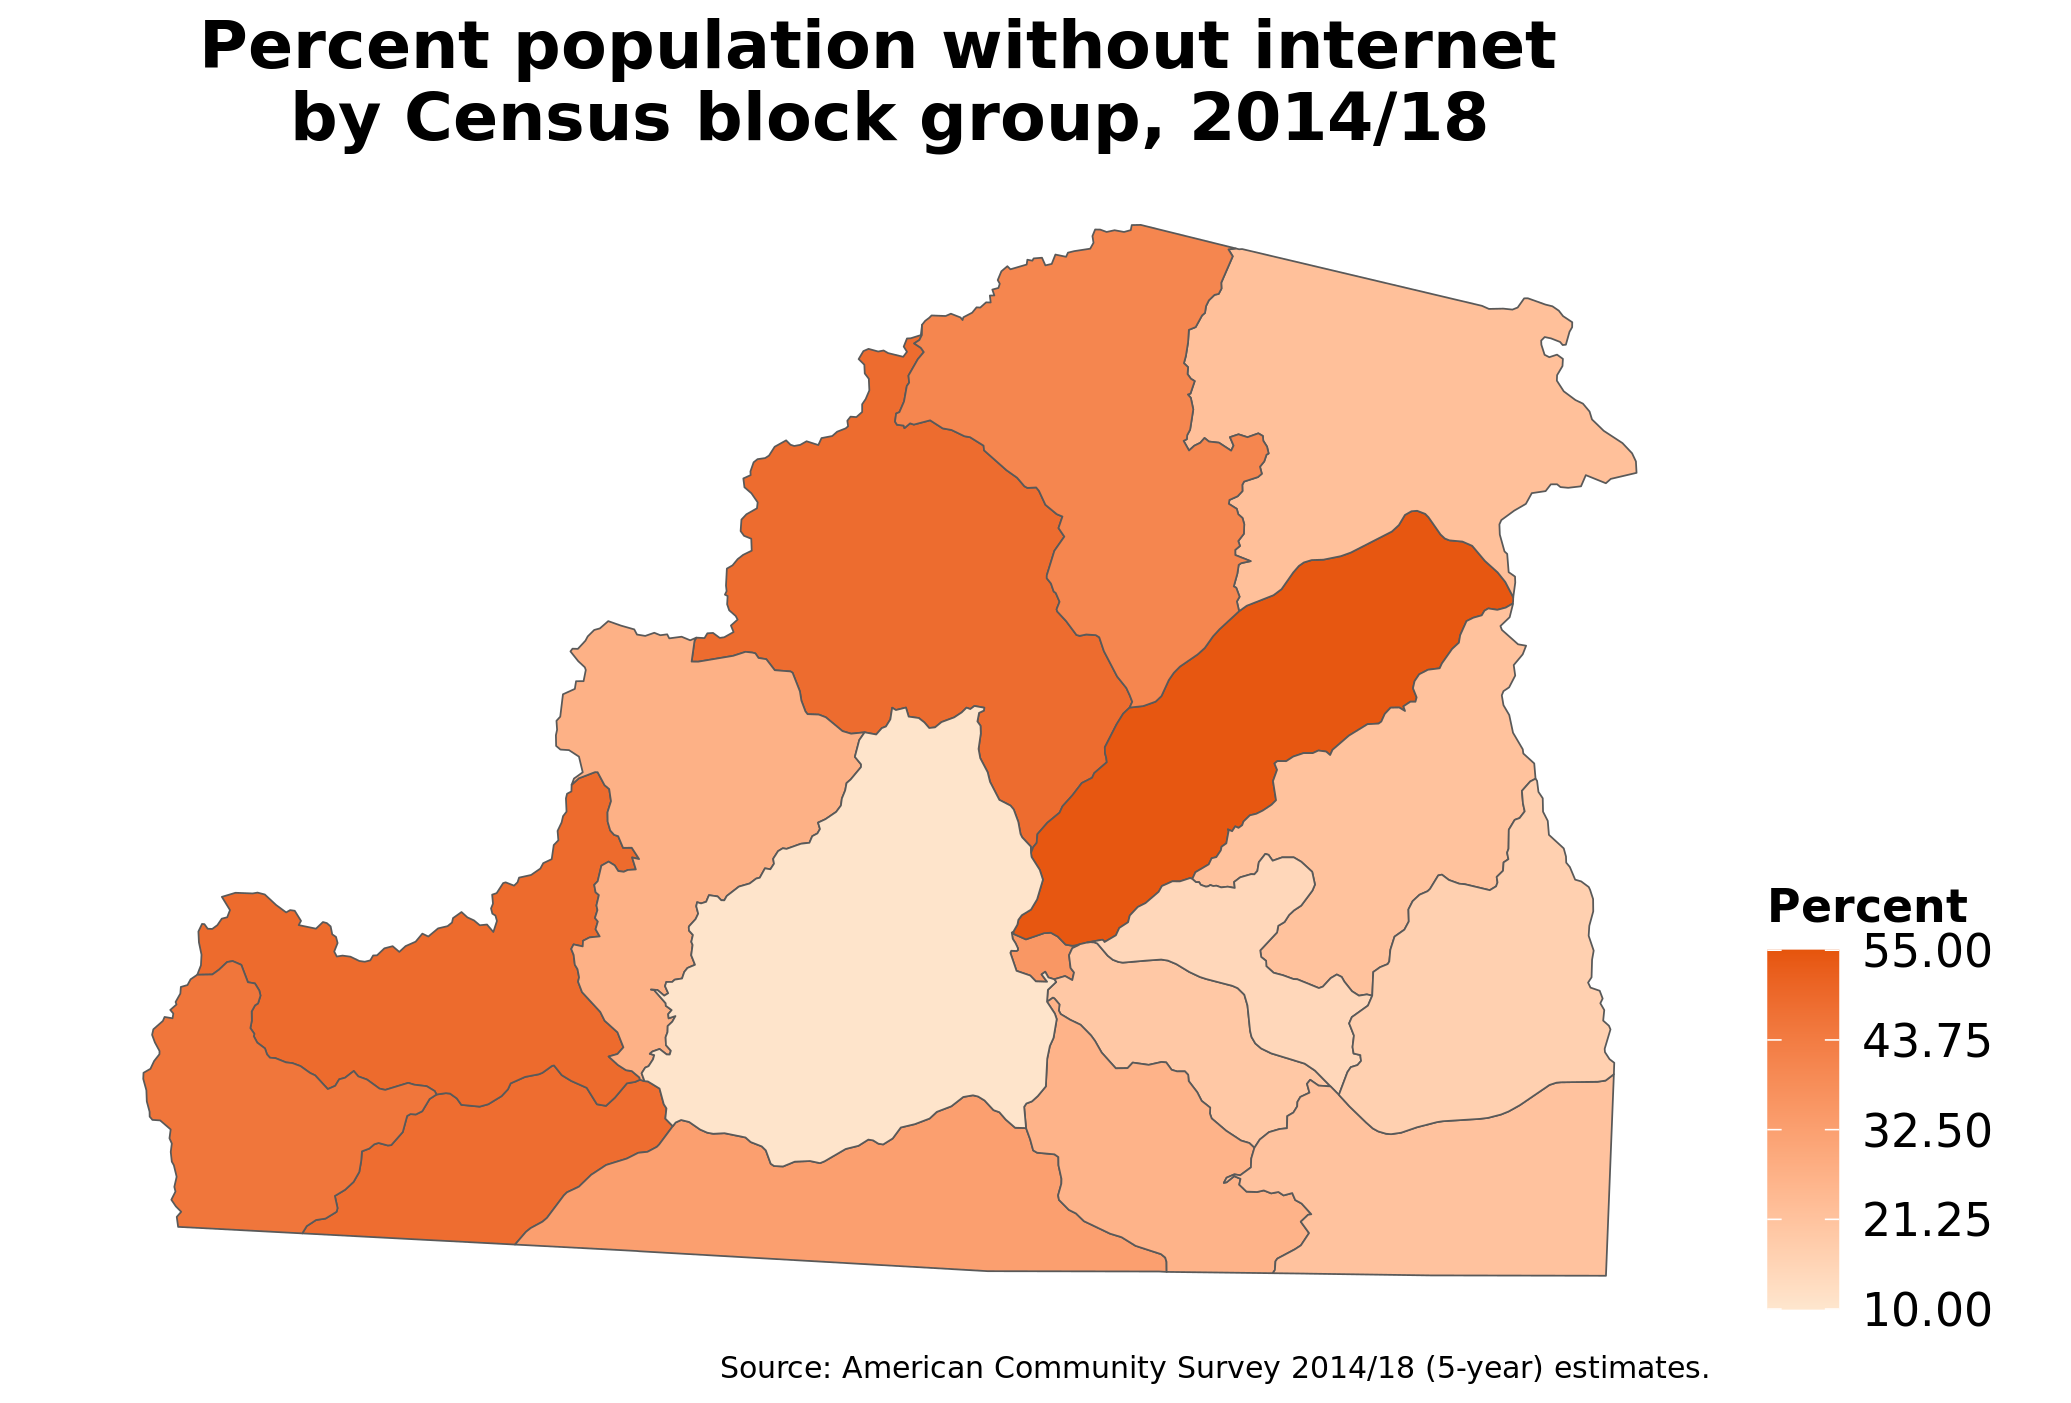 Percent population without internet
by Census block group, 2014/18
Percent
55.00
43.75
32.50
21.25
10.00
Source: American Community Survey 2014/18 (5-year) estimates.